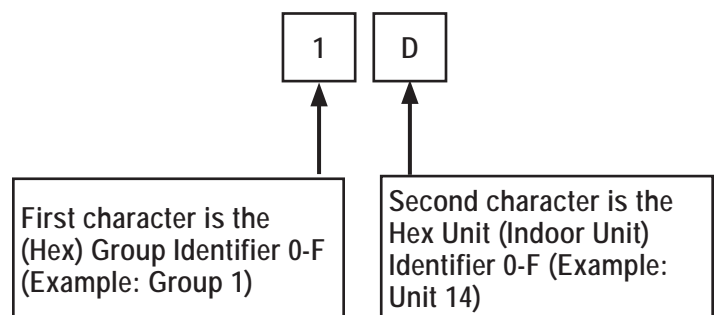 1 D
First character is the
(Hex) Group Identifier 0-F
(Example: Group 1)
Second character is the
Hex Unit (Indoor Unit)
Identifier 0-F (Example:
Unit 14)